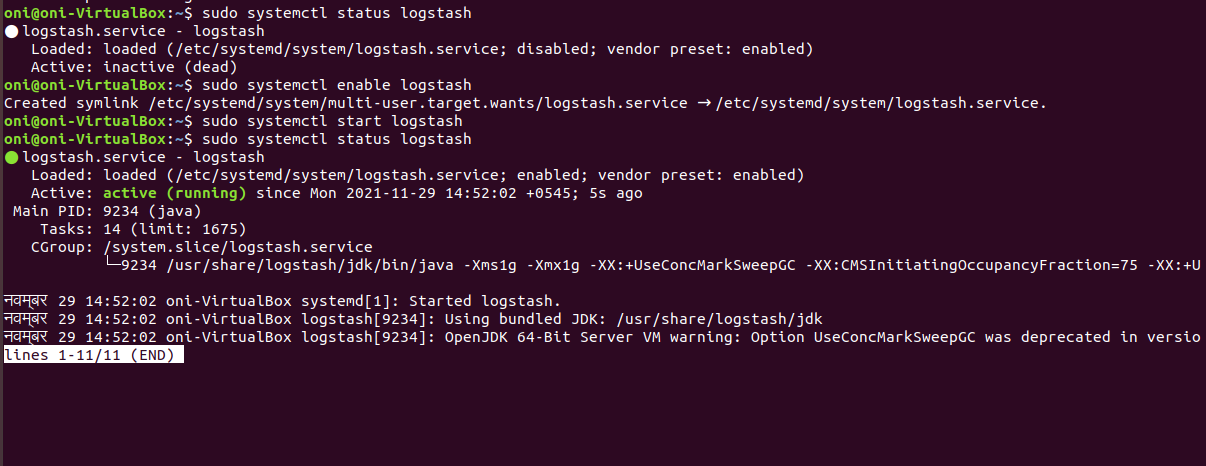 oni@oni-VirtualBox:~$ sudo systemctl status logstash
● logstash.service - logstash
   Loaded: loaded (/etc/systemd/system/logstash.service; disabled; vendor preset: enabled)
   Active: inactive (dead)
oni@oni-VirtualBox:~$ sudo systemctl enable logstash
Created symlink /etc/systemd/system/multi-user.target.wants/logstash.service → /etc/systemd/system/logstash.service.
oni@oni-VirtualBox:~$ sudo systemctl start logstash
oni@oni-VirtualBox:~$ sudo systemctl status logstash
● logstash.service - logstash
   Loaded: loaded (/etc/systemd/system/logstash.service; enabled; vendor preset: enabled)
   Active: active (running) since Mon 2021-11-29 14:52:02 +0545; 5s ago
 Main PID: 9234 (java)
    Tasks: 14 (limit: 1675)
   CGroup: /system.slice/logstash.service
           └─9234 /usr/share/logstash/jdk/bin/java -Xms1g -Xmx1g -XX:+UseConcMarkSweepGC -XX:CMSInitiatingOccupancyFraction=75 -XX:+U
नवम्बर 29 14:52:02 oni-VirtualBox systemd[1]: Started logstash.
नवम्बर 29 14:52:02 oni-VirtualBox logstash[9234]: Using bundled JDK: /usr/share/logstash/jdk
नवम्बर 29 14:52:02 oni-VirtualBox logstash[9234]: OpenJDK 64-Bit Server VM warning: Option UseConcMarkSweepGC was deprecated in versio
lines 1-11/11 (END)